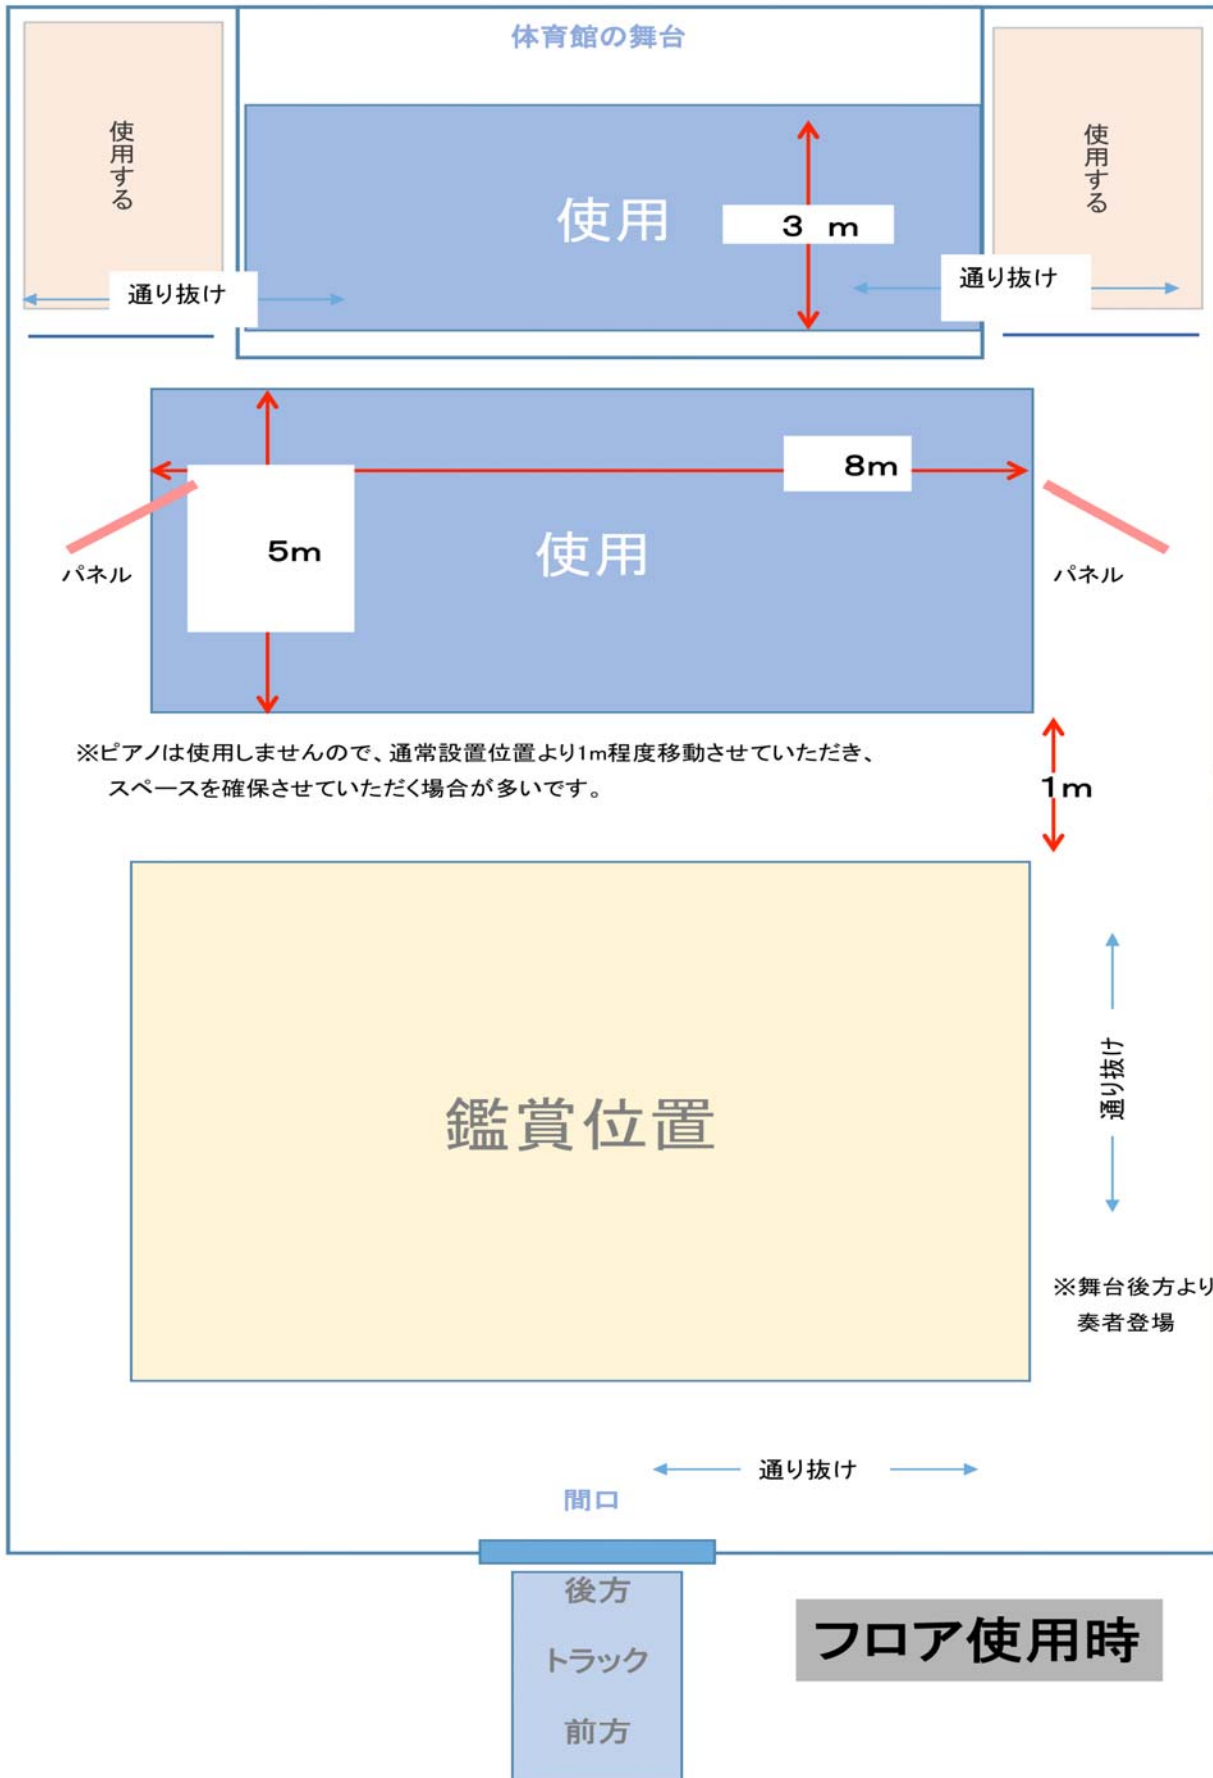 体育館の舞台
使用する
使用する
使用
3 m
通り抜け
通り抜け
8m
5m
使用
パネル
パネル
※ピアノは使用しませんので、通常設置位置より1m程度移動させていただき、
スペースを確保させていただく場合が多いです。
1m
鑑賞位置
通り抜け
※舞台後方より
奏者登場
通り抜け
間口
後方
トラック
前方
フロア使用時